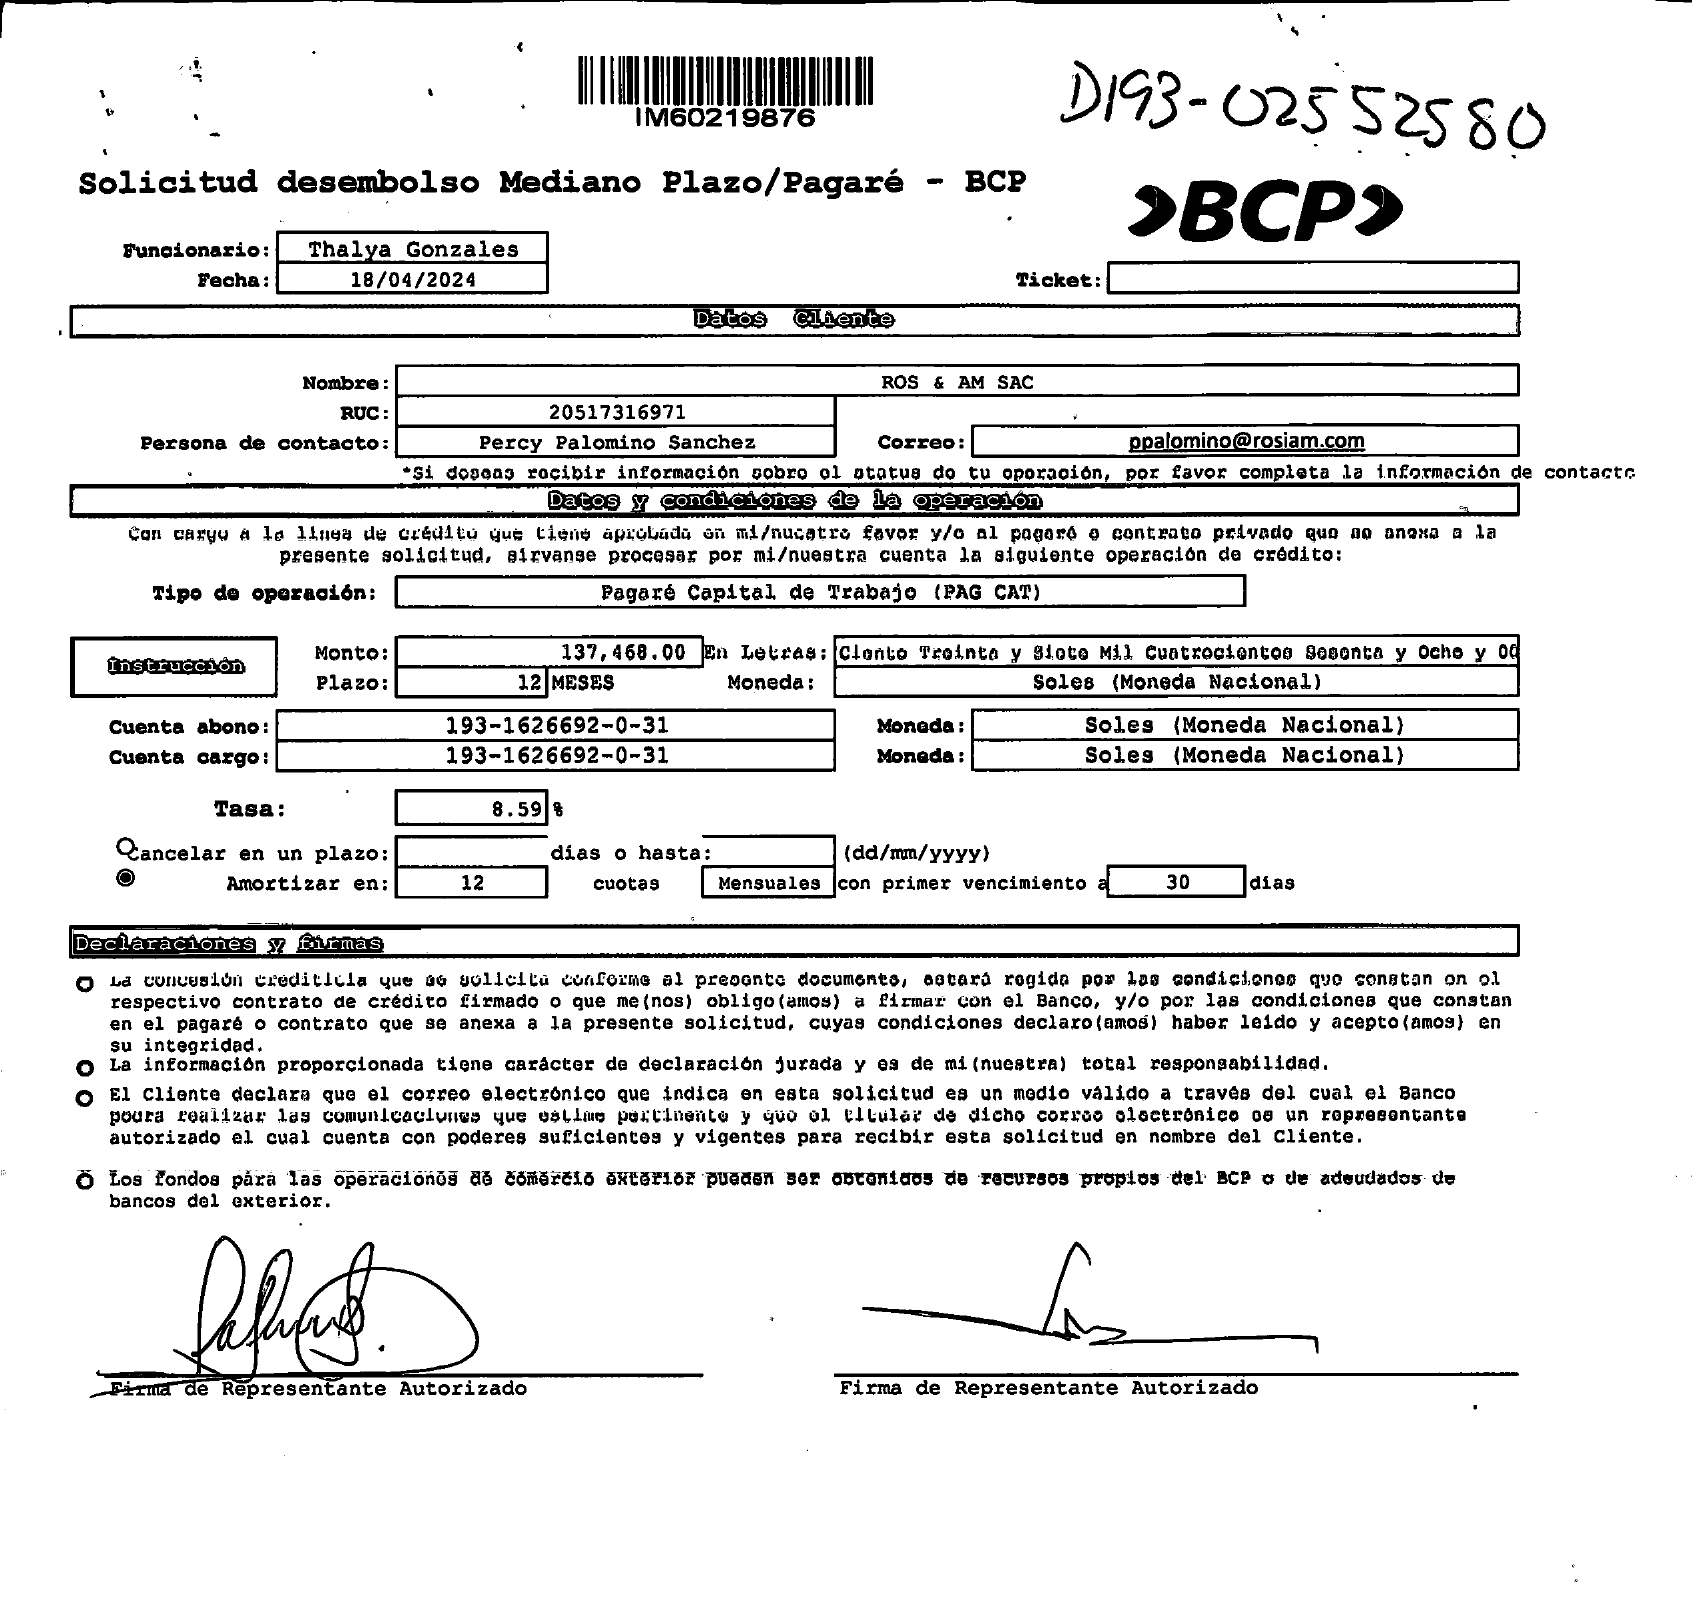 IM60219876
D193-02552580
Solicitud desembolso Mediano Plazo/Pagaré - BCP
BCP
Funcionario: Thalya Gonzales
Fecha: 18/04/2024
Ticket:
Datos Cliente
Nombre: ROS & AM SAC
RUC: 20517316971
Persona de contacto: Percy Palomino Sanchez Correo: ppalomino@rosiam.com
*Si deseas recibir información sobre el status de tu operación, por favor completa la información de contacto
Datos y condiciones de la operación
Con cargo a la línea de crédito que tiene aprobada en mi/nuestro favor y/o al pagaré o contrato privado que se anexa a la
presente solicitud, sirvanse procesar por mi/nuestra cuenta la siguiente operación de crédito:
Tipo de operación: Pagaré Capital de Trabajo (PAG CAT)
Instrucción
Monto: 137,468.00 En Letras: Ciento Treinta y Siete Mil Cuatrocientos Sesenta y Ocho y 00
Plazo: 12 MESES Moneda: Soles (Moneda Nacional)
Cuenta abono: 193-1626692-0-31 Moneda: Soles (Moneda Nacional)
Cuenta cargo: 193-1626692-0-31 Moneda: Soles (Moneda Nacional)
Tasa: 8.59 %
Cancelar en un plazo: dias o hasta: (dd/mm/yyyy)
Amortizar en: 12 cuotas Mensuales con primer vencimiento a 30 dias
Declaraciones y firmas
La concesión crediticia que se solicita conforme al presente documento, estará regida por las condiciones que constan en el
respectivo contrato de crédito firmado o que me(nos) obligo(amos) a firmar con el Banco, y/o por las condiciones que constan
en el pagaré o contrato que se anexa a la presente solicitud, cuyas condiciones declaro(amos) haber leido y acepto(amos) en
su integridad.
La información proporcionada tiene carácter de declaración jurada y es de mi(nuestra) total responsabilidad.
El Cliente declara que el correo electrónico que indica en esta solicitud es un medio válido a través del cual el Banco
podra realizar las comunicaciones que estime pertinente y que el titular de dicho correo electrónico es un representante
autorizado el cual cuenta con poderes suficientes y vigentes para recibir esta solicitud en nombre del Cliente.
Los fondos para las operaciones de comercio exterior pueden ser obtenidos de recursos propios del BCP o de adeudados de
bancos del exterior.
Firma de Representante Autorizado
Firma de Representante Autorizado